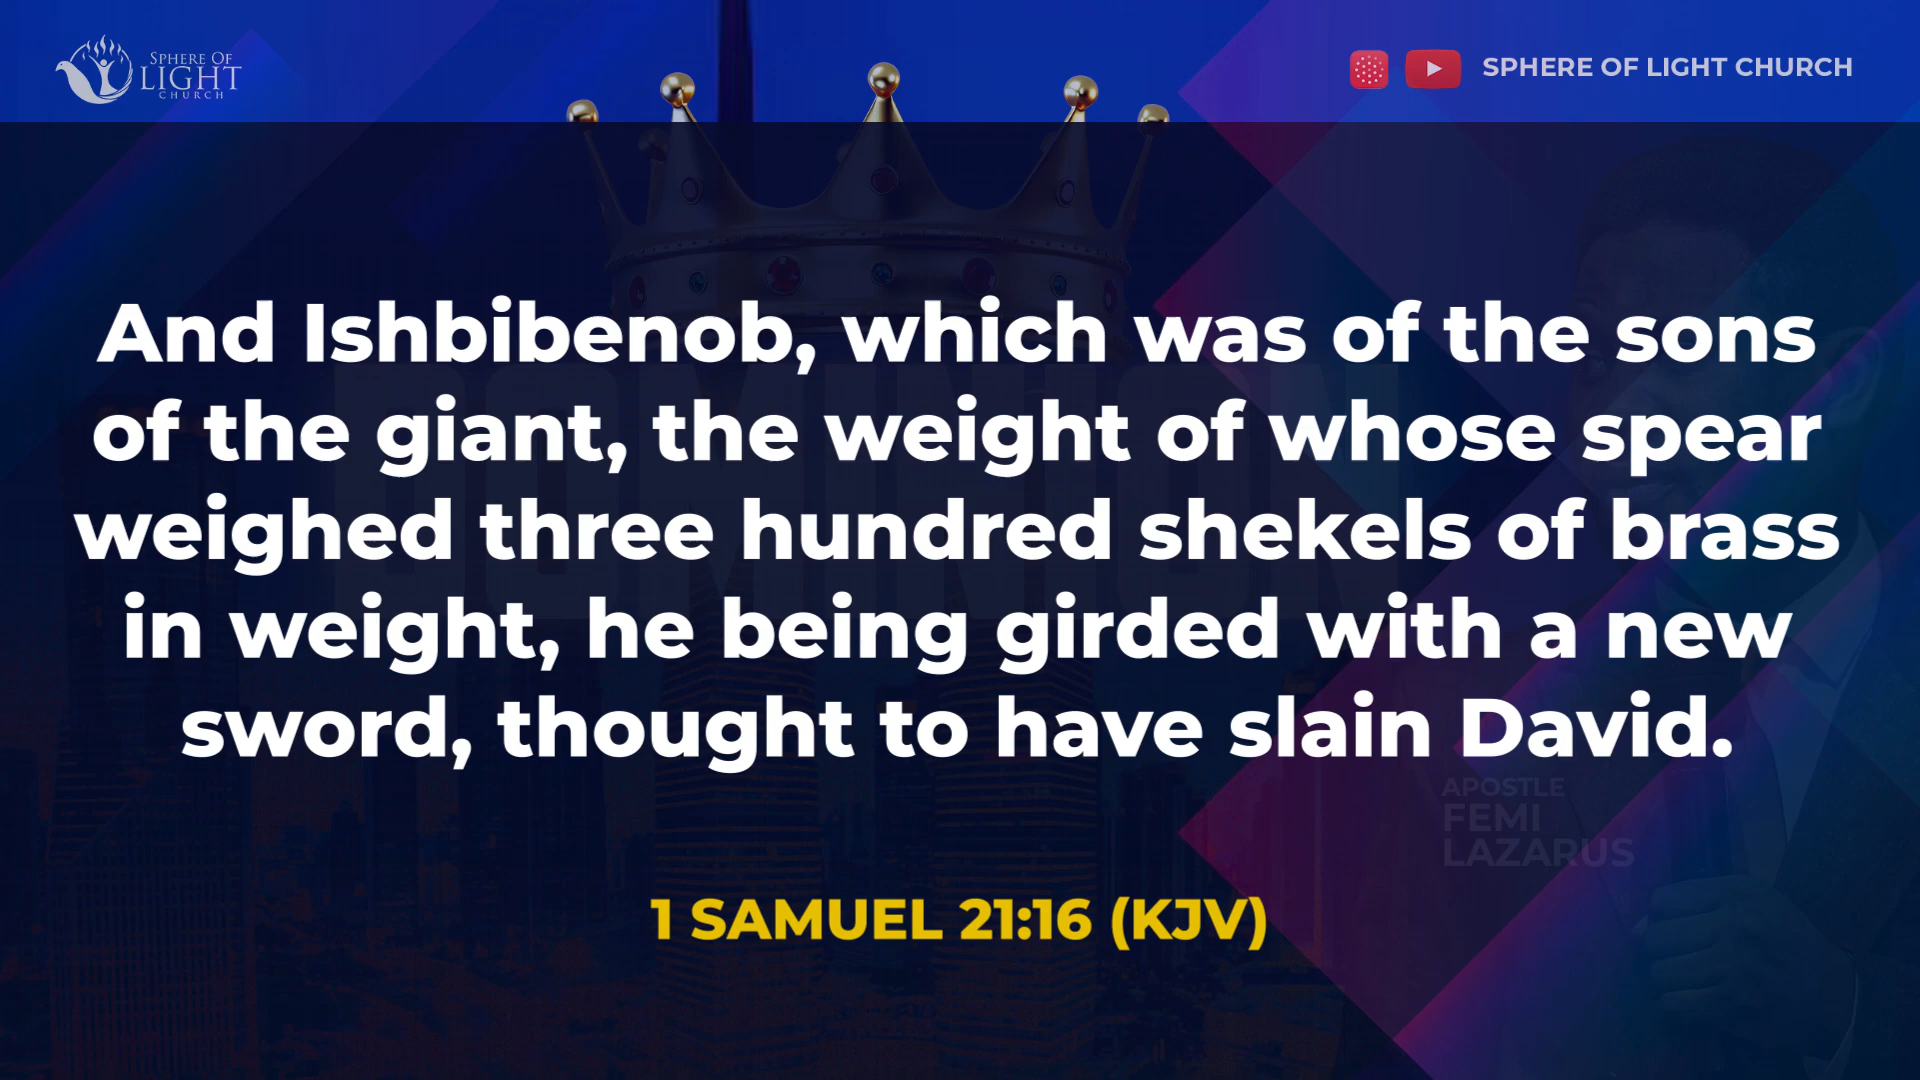 SPHERE OF
LIGHT
CHURCH
SPHERE OF LIGHT CHURCH
And Ishbibenob, which was of the sons
of the giant, the weight of whose spear
weighed three hundred shekels of brass
in weight, he being girded with a new
sword, thought to have slain David.
DOMINION
APOSTLE
FEMI
LAZARUS
1 SAMUEL 21:16 (KJV)